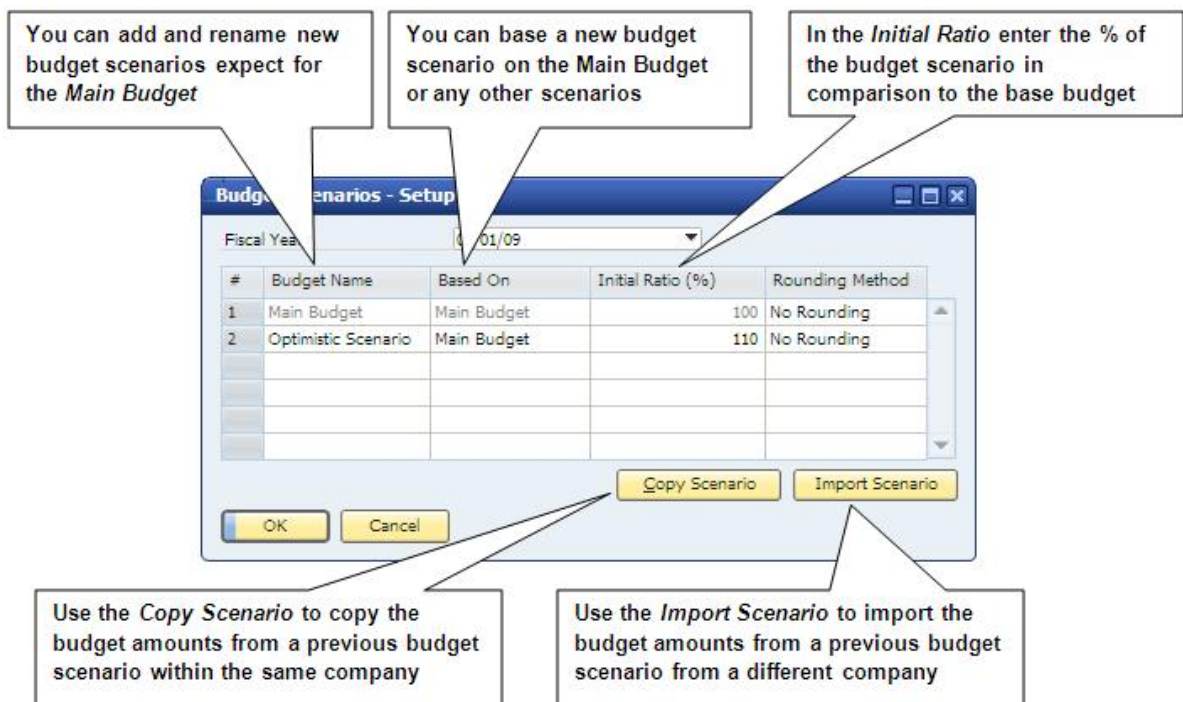 You can add and rename new
budget scenarios expect for
the Main Budget
You can base a new budget
scenario on the Main Budget
or any other scenarios
In the Initial Ratio enter the % of
the budget scenario in
comparison to the base budget
Budg enarios - Setup
Fiscal Yea
01/09
# Budget Name Based On Initial Ratio (%) Rounding Method
1 Main Budget Main Budget 100 No Rounding
2 Optimistic Scenario Main Budget 110 No Rounding
Copy Scenario Import Scenario
OK Cancel
Use the Copy Scenario to copy the
budget amounts from a previous budget
scenario within the same company
Use the Import Scenario to import the
budget amounts from a previous budget
scenario from a different company